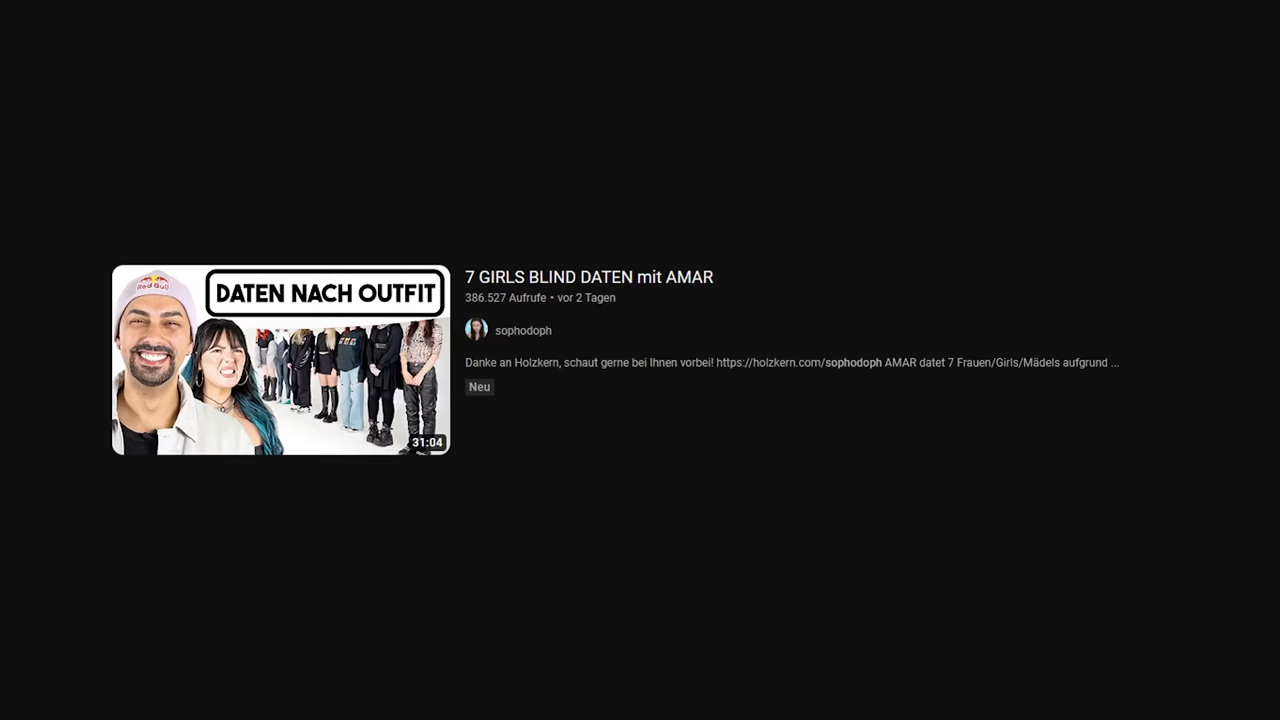 Red Bull
DATEN NACH OUTFIT
31:04
7 GIRLS BLIND DATEN mit AMAR
386.527 Aufrufe • vor 2 Tagen
sophodoph
Danke an Holzkern, schaut gerne bei Ihnen vorbei! https://holzkern.com/sophodoph AMAR datet 7 Frauen/Girls/Mädels aufgrund ...
Neu